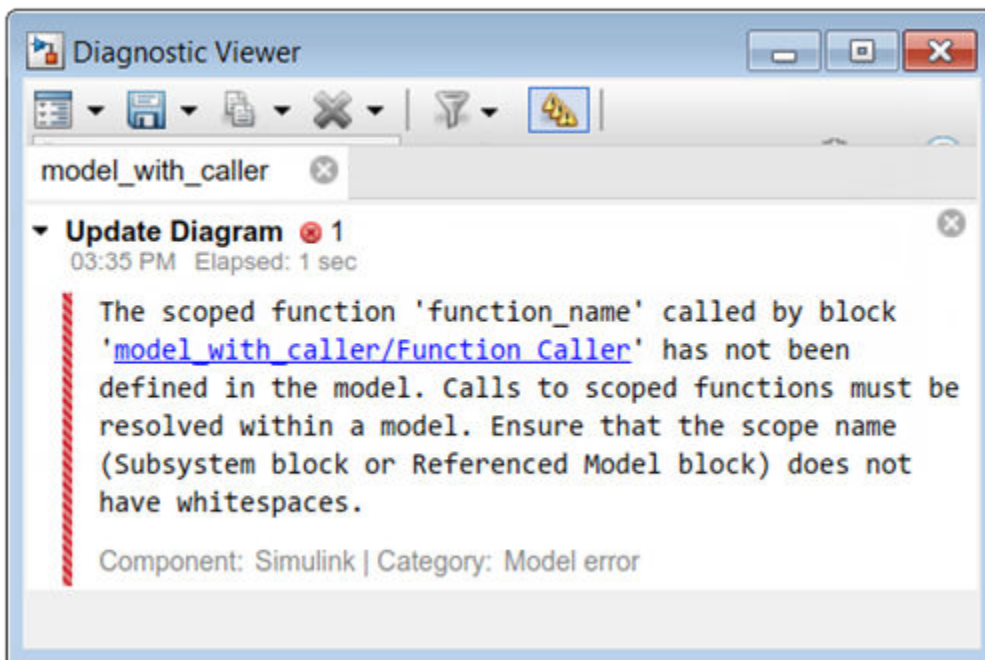 Diagnostic Viewer
model_with_caller
Update Diagram 1
03:35 PM Elapsed: 1 sec
The scoped function 'function_name' called by block
'model_with_caller/Function Caller' has not been
defined in the model. Calls to scoped functions must be
resolved within a model. Ensure that the scope name
(Subsystem block or Referenced Model block) does not
have whitespaces.
Component: Simulink | Category: Model error